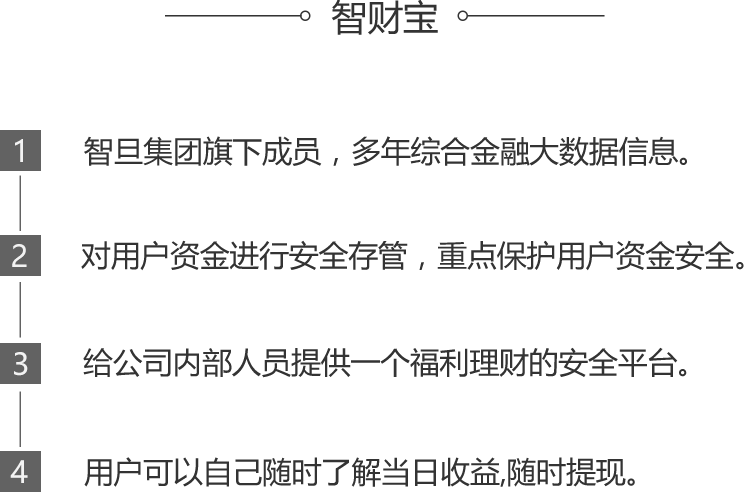 智财宝
1 智旦集团旗下成员，多年综合金融大数据信息。
2 对用户资金进行安全存管，重点保护用户资金安全。
3 给公司内部人员提供一个福利理财的安全平台。
4 用户可以自己随时了解当日收益,随时提现。